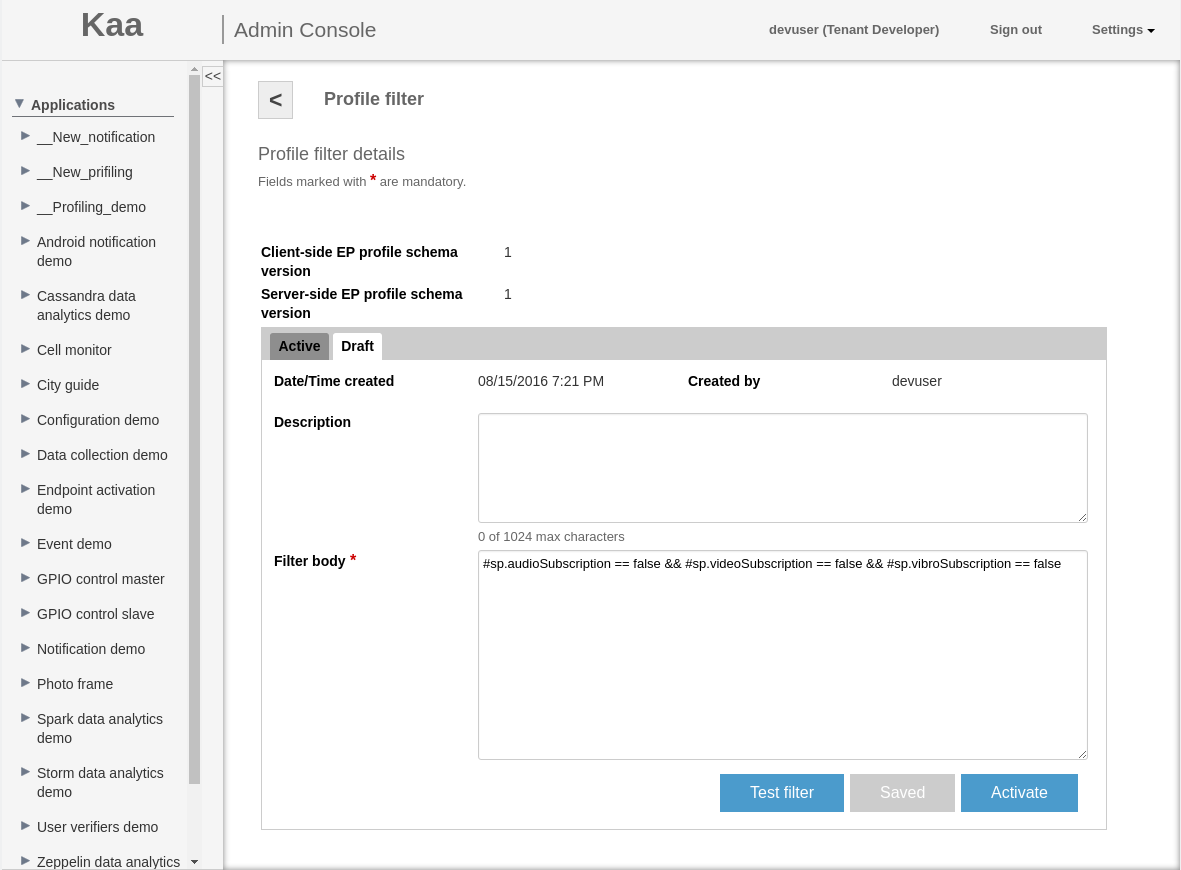 Kaa
Admin Console
devuser (Tenant Developer)
Sign out
Settings
<<
Applications
__New_notification
__New_prifiling
__Profiling_demo
Android notification
demo
Cassandra data
analytics demo
Cell monitor
City guide
Configuration demo
Data collection demo
Endpoint activation
demo
Event demo
GPIO control master
GPIO control slave
Notification demo
Photo frame
Spark data analytics
demo
Storm data analytics
demo
User verifiers demo
Zeppelin data analytics
<
Profile filter
Profile filter details
Fields marked with * are mandatory.
Client-side EP profile schema
version
1
Server-side EP profile schema
version
1
Active
Draft
Date/Time created
08/15/2016 7:21 PM
Created by
devuser
Description
0 of 1024 max characters
Filter body *
#sp.audioSubscription == false && #sp.videoSubscription == false && #sp.vibroSubscription == false
Test filter
Saved
Activate